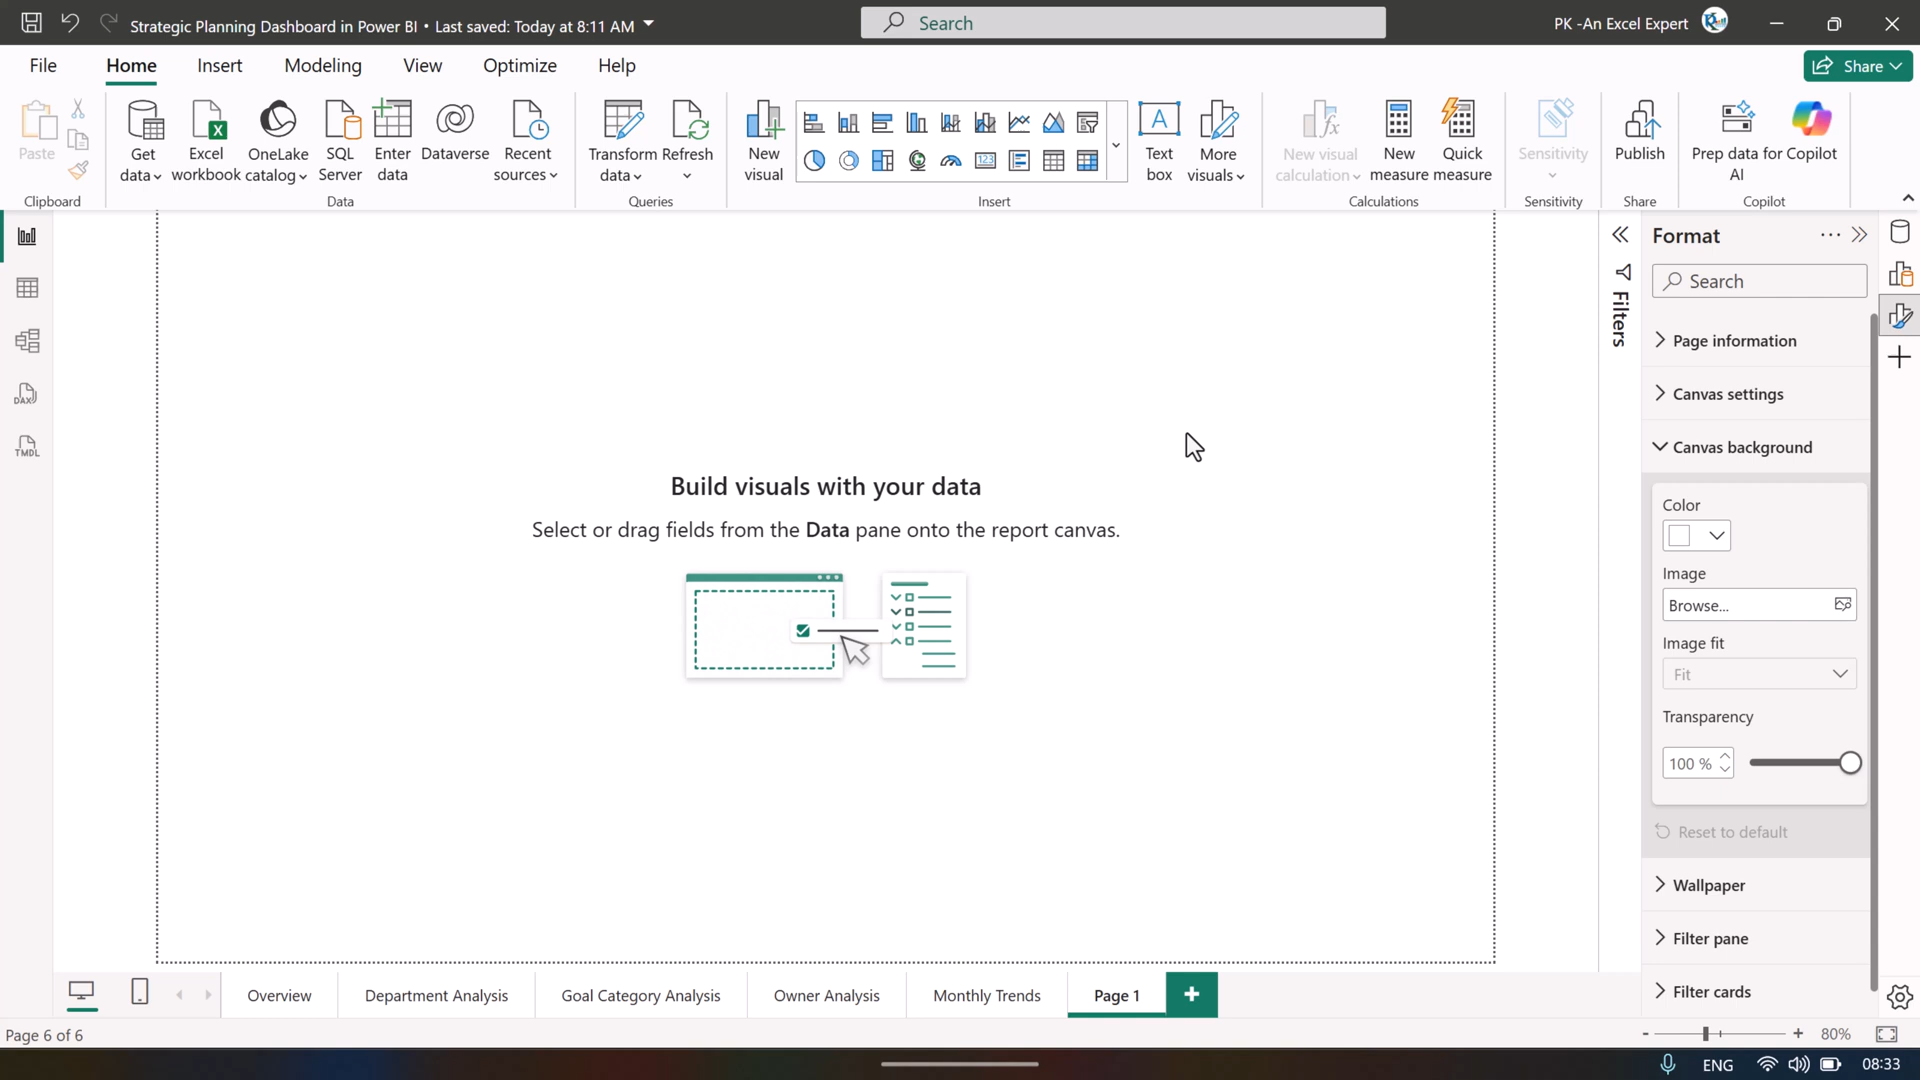 Strategic Planning Dashboard in Power BI • Last saved: Today at 8:11 AM
Search
PK -An Excel Expert
File
Home
Insert
Modeling
View
Optimize
Help
Share
Paste
Get data
Excel workbook
OneLake catalog
SQL Server
Enter data
Dataverse
Recent sources
Transform data
Refresh
New visual
Text box
More visuals
New visual calculation
New measure
Quick measure
Sensitivity
Publish
Prep data for AI
Copilot
Clipboard
Data
Queries
Insert
Calculations
Sensitivity
Share
Copilot
DAX
TMDL
Build visuals with your data
Select or drag fields from the Data pane onto the report canvas.
Filters
Format
Search
Page information
Canvas settings
Canvas background
Color
Image
Browse...
Image fit
Fit
Transparency
100 %
Reset to default
Wallpaper
Filter pane
Filter cards
Overview
Department Analysis
Goal Category Analysis
Owner Analysis
Monthly Trends
Page 1
Page 6 of 6
- + 80%
ENG
08:33